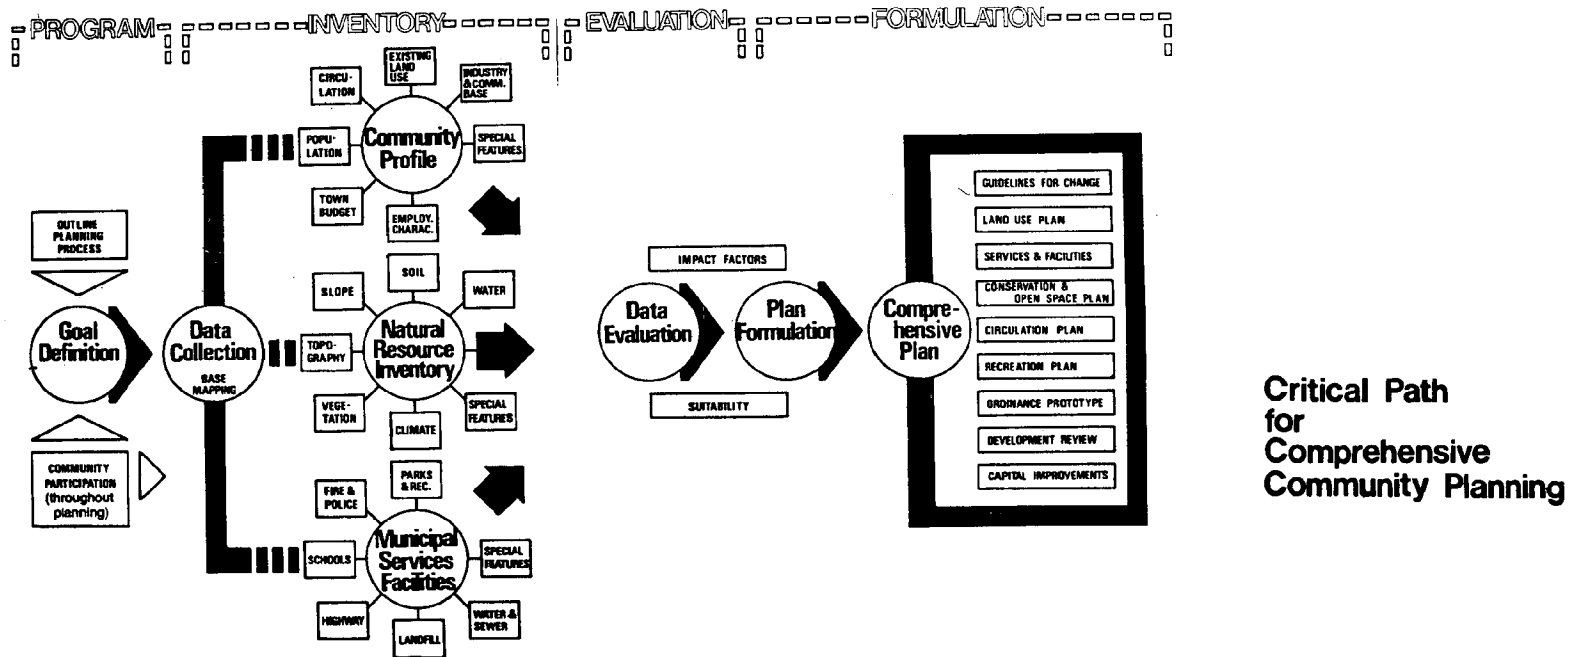 PROGRAM
INVENTORY
EVALUATION
FORMULATION
OUTLINE
PLANNING
PROCESS
Goal
Definition
COMMUNITY
PARTICIPATION
(throughout
planning)
Data
Collection
BASE
MAPPING
EXISTING
LAND
USE
CIRCU-
LATION
INDUSTRY
& COMM.
BASE
POPU-
LATION
Community
Profile
SPECIAL
FEATURES
TOWN
BUDGET
EMPLOY.
CHARAC.
SOIL
SLOPE
WATER
TOPO-
GRAPHY
Natural
Resource
Inventory
VEGE-
TATION
SPECIAL
FEATURES
CLIMATE
PARKS
& REC.
FIRE &
POLICE
SCHOOLS
Municipal
Services
Facilities
SPECIAL
FEATURES
HIGHWAY
WATER &
SEWER
LANDFILL
IMPACT FACTORS
Data
Evaluation
Plan
Formulation
SUITABILITY
Compre-
hensive
Plan
GUIDELINES FOR CHANGE
LAND USE PLAN
SERVICES & FACILITIES
CONSERVATION &
OPEN SPACE PLAN
CIRCULATION PLAN
RECREATION PLAN
ORDINANCE PROTOTYPE
DEVELOPMENT REVIEW
CAPITAL IMPROVEMENTS
Critical Path
for
Comprehensive
Community Planning